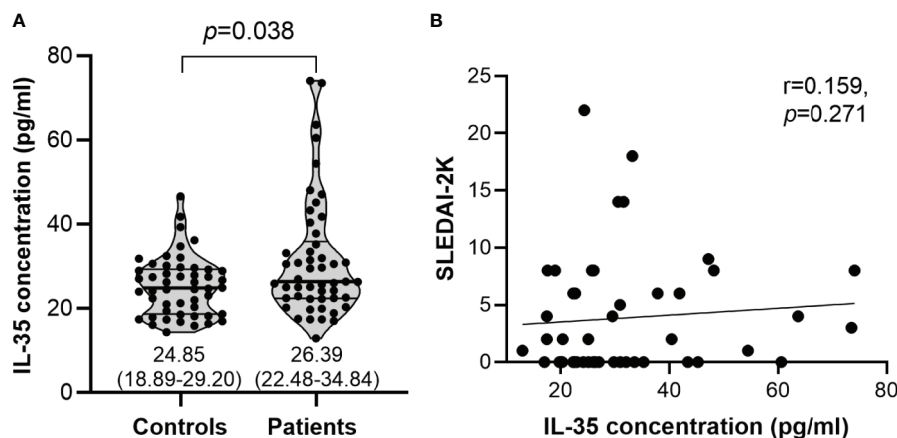 A
p=0.038
IL-35 concentration (pg/ml)
80
60
40
20
0
24.85
(18.89-29.20)
26.39
(22.48-34.84)
Controls
Patients
B
r=0.159,
p=0.271
SLEDAI-2K
25
20
15
10
5
0
20
40
60
80
IL-35 concentration (pg/ml)